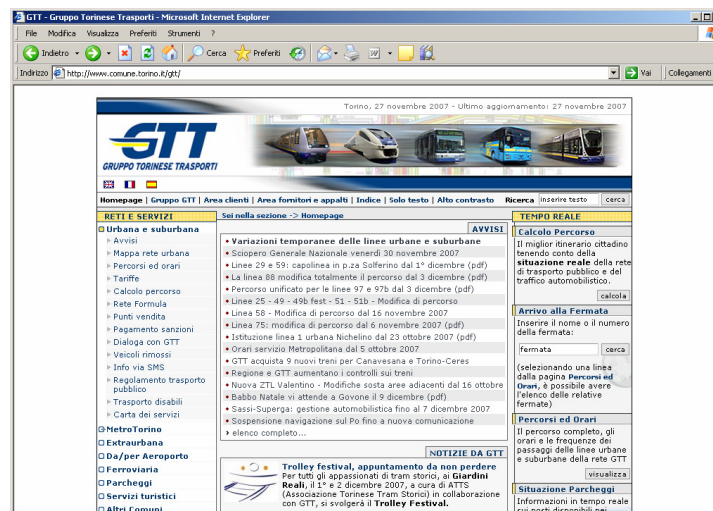 GTT - Gruppo Torinese Trasporti - Microsoft Internet Explorer
File Modifica Visualizza Preferiti Strumenti ?
Indietro Cerca Preferiti
Indirizzo http://www.comune.torino.it/gtt/ Vai Collegamenti
Torino, 27 novembre 2007 - Ultimo aggiornamento: 27 novembre 2007
GTT
GRUPPO TORINESE TRASPORTI
Homepage | Gruppo GTT | Area clienti | Area fornitori e appalti | Indice | Solo testo | Alto contrasto Ricerca inserire testo cerca
RETI E SERVIZI
Urbana e suburbana
Avvisi
Mappa rete urbana
Percorsi ed orari
Tariffe
Calcolo percorso
Rete Formula
Punti vendita
Pagamento sanzioni
Dialoga con GTT
Veicoli rimossi
Info via SMS
Regolamento trasporto
pubblico
Trasporto disabili
Carta dei servizi
MetroTorino
Extraurbana
Da/per Aeroporto
Ferroviaria
Parcheggi
Servizi turistici
Altri Comuni
Sei nella sezione -> Homepage
AVVISI
• Variazioni temporanee delle linee urbane e suburbane
• Sciopero Generale Nazionale venerdì 30 novembre 2007
• Linee 29 e 59: capolinea in p.za Solferino dal 1° dicembre (pdf)
• La linea 88 modifica totalmente il percorso dal 3 dicembre (pdf)
• Percorso unificato per le linee 97 e 97b dal 3 dicembre (pdf)
• Linee 25 - 49 - 49b fest - 51 - 51b - Modifica di percorso
• Linea 58 - Modifica di percorso dal 16 novembre 2007
• Linea 75: modifica di percorso dal 6 novembre 2007 (pdf)
• Istituzione linea 1 urbana Nichelino dal 23 ottobre 2007 (pdf)
• Orari servizio Metropolitana dal 5 ottobre 2007
• GTT acquista 9 nuovi treni per Canavesana e Torino-Ceres
• Regione e GTT aumentano i controlli sui treni
• Nuova ZTL Valentino - Modifiche sosta aree adiacenti dal 16 ottobre
• Babbo Natale vi attende a Govone il 9 dicembre (pdf)
• Sassi-Superga: gestione automobilistica fino al 7 dicembre 2007
• Sospensione navigazione sul Po fino a nuova comunicazione
› elenco completo...
NOTIZIE DA GTT
Trolley festival, appuntamento da non perdere
Per tutti gli appassionati di tram storici, ai Giardini
Reali, il 1° e 2 dicembre 2007, a cura di ATTS
(Associazione Torinese Tram Storici) in collaborazione
con GTT, si svolgerà il Trolley Festival.
TEMPO REALE
Calcolo Percorso
Il miglior itinerario cittadino
tenendo conto della
situazione reale della rete
di trasporto pubblico e del
traffico automobilistico.
calcola
Arrivo alla Fermata
Inserire il nome o il numero
della fermata:
fermata cerca
(selezionando una linea
dalla pagina Percorsi ed
Orari, è possibile avere
l'elenco delle relative
fermate)
Percorsi ed Orari
Il percorso completo, gli
orari e le frequenze dei
passaggi delle linee urbane
e suburbane della rete GTT
visualizza
Situazione Parcheggi
Informazioni in tempo reale
sui posti disponibili nei